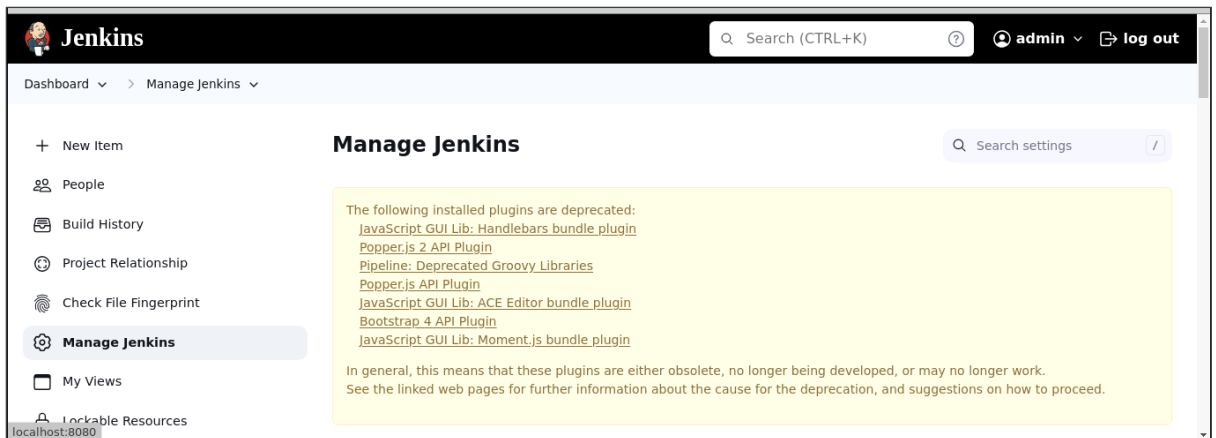 Jenkins
Search (CTRL+K)
admin
log out
Dashboard
Manage Jenkins
New Item
People
Build History
Project Relationship
Check File Fingerprint
Manage Jenkins
My Views
Lockable Resources
localhost:8080
Manage Jenkins
Search settings /
The following installed plugins are deprecated:
JavaScript GUI Lib: Handlebars bundle plugin
Popper.js 2 API Plugin
Pipeline: Deprecated Groovy Libraries
Popper.js API Plugin
JavaScript GUI Lib: ACE Editor bundle plugin
Bootstrap 4 API Plugin
JavaScript GUI Lib: Moment.js bundle plugin
In general, this means that these plugins are either obsolete, no longer being developed, or may no longer work.
See the linked web pages for further information about the cause for the deprecation, and suggestions on how to proceed.